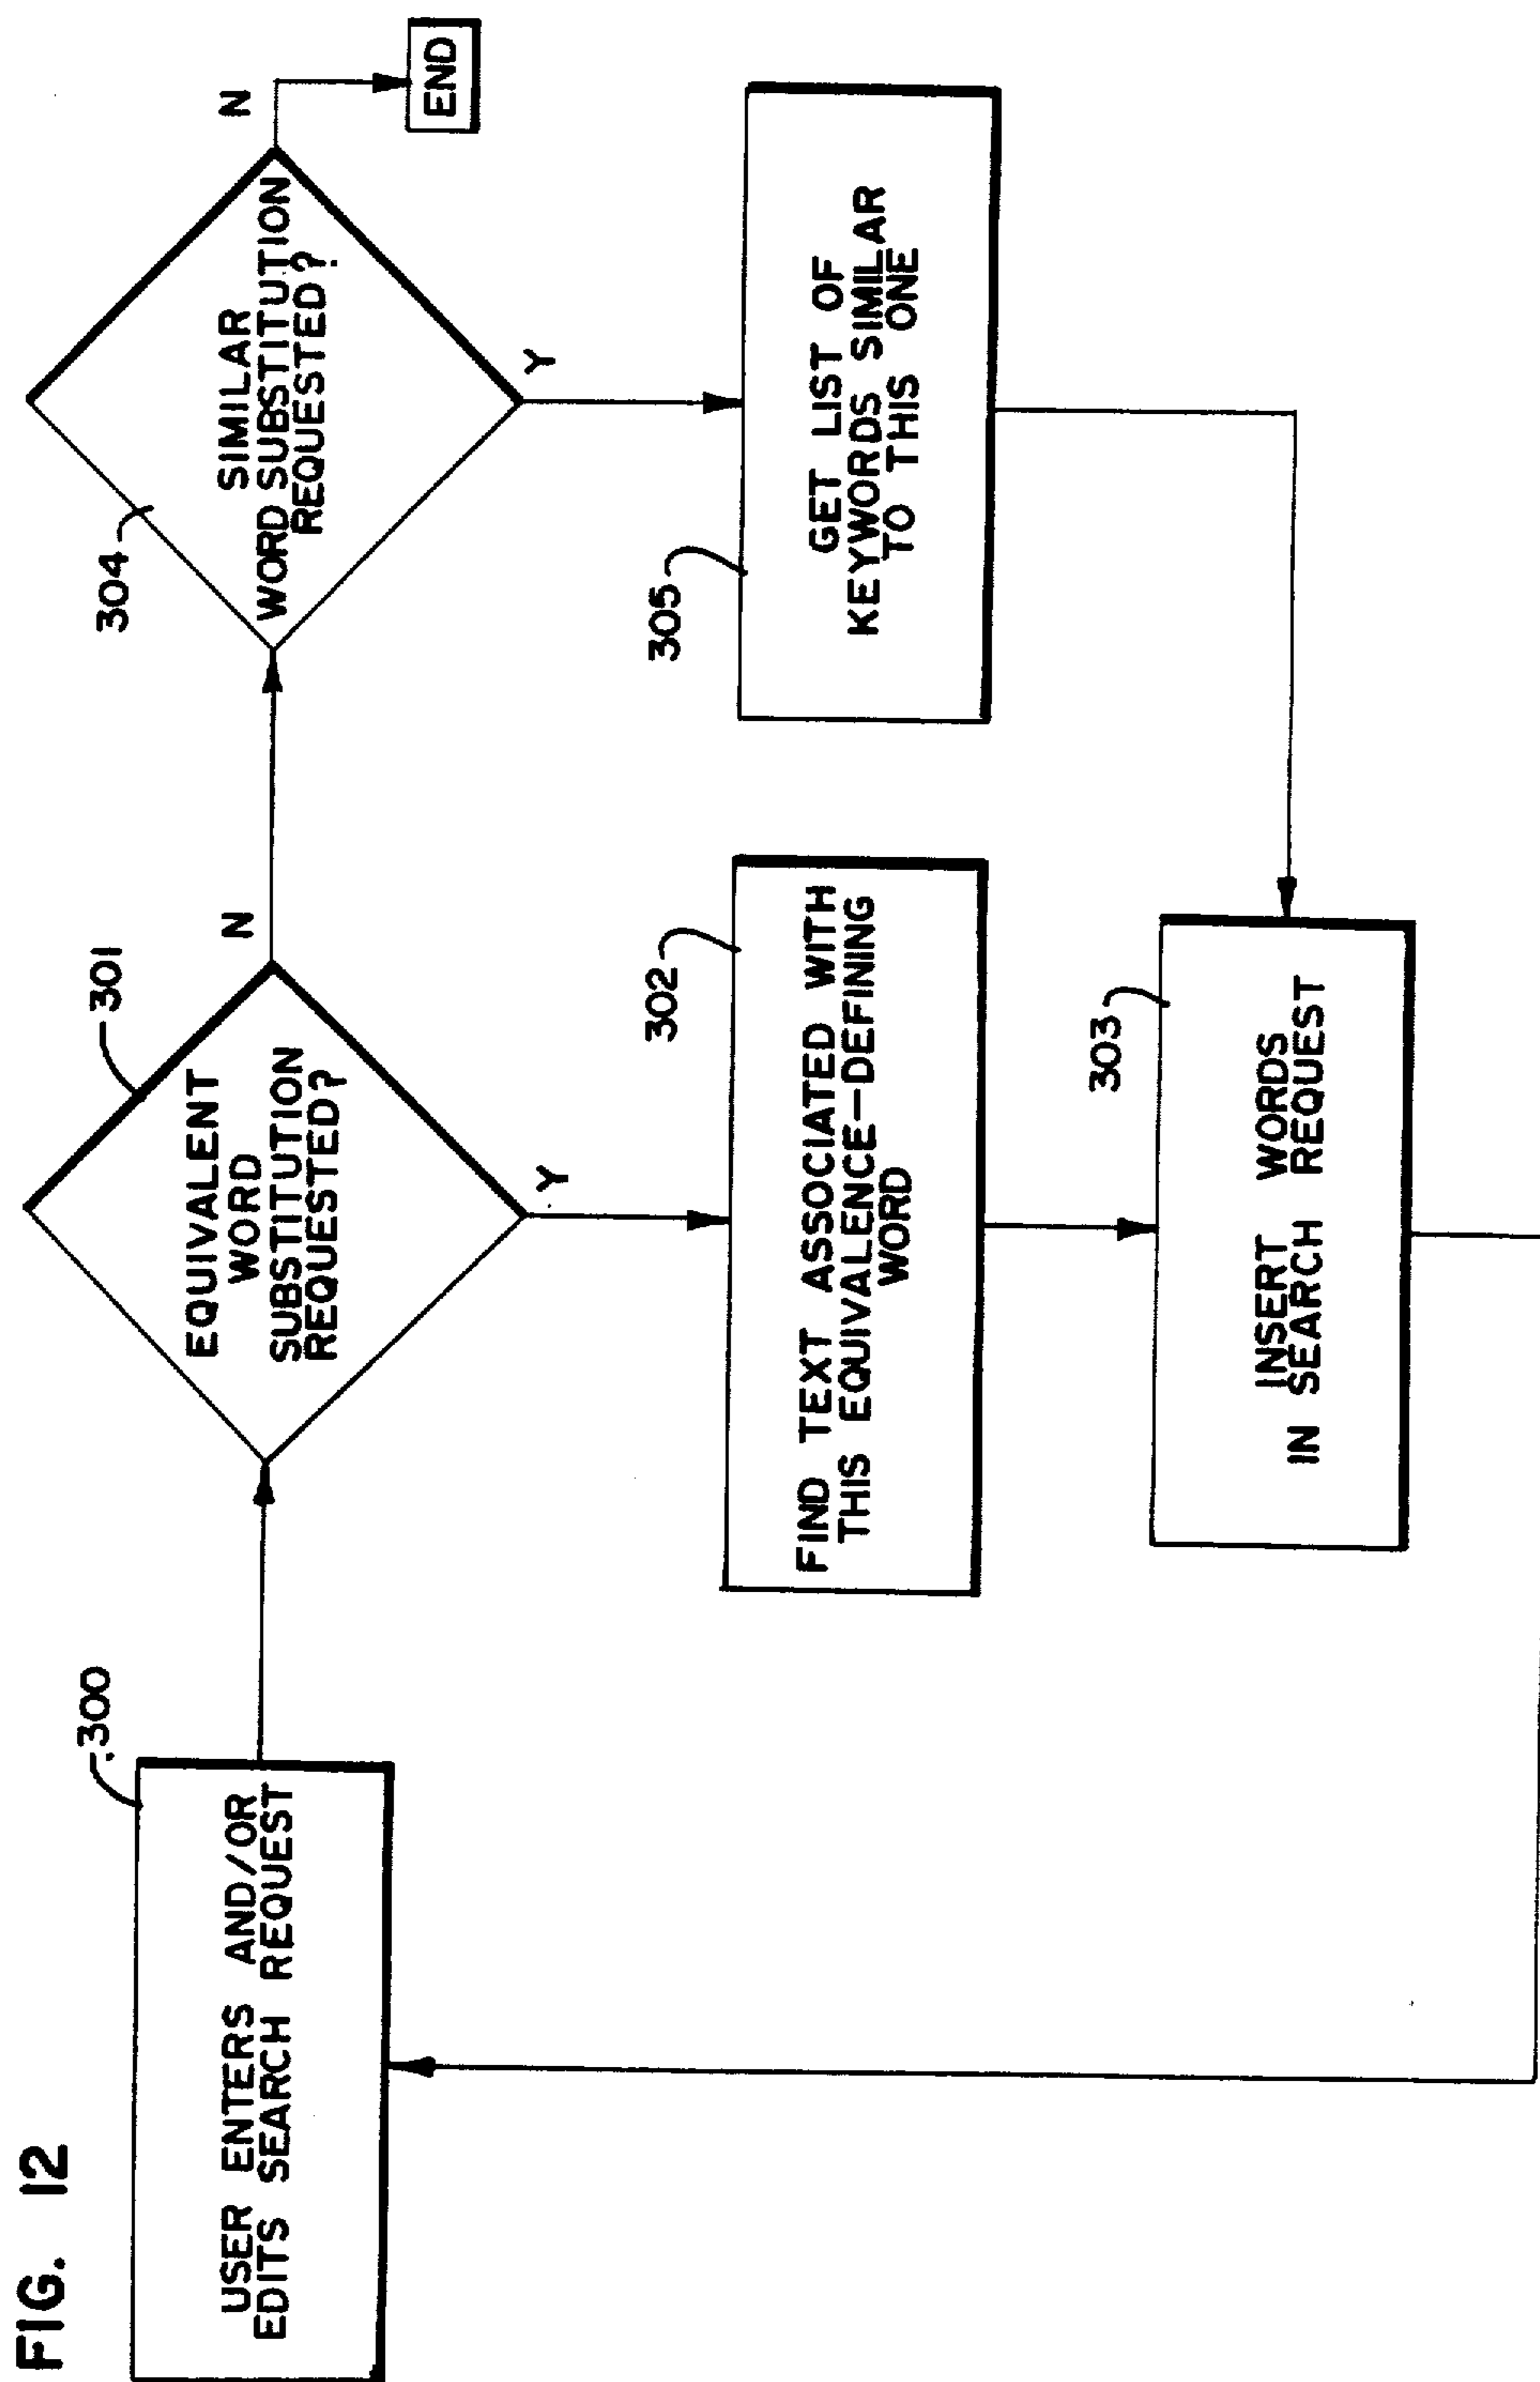 FIG. 12
300
USER ENTERS AND/OR
EDITS SEARCH REQUEST
301
EQUIVALENT
WORD
SUBSTITUTION
REQUESTED?
N
Y
304
SIMILAR
WORD SUBSTITUTION
REQUESTED?
N
Y
END
302
FIND TEXT ASSOCIATED WITH
THIS EQUIVALENCE-DEFINING
WORD
305
GET LIST OF
KEYWORDS SIMILAR
TO THIS ONE
303
INSERT WORDS
IN SEARCH REQUEST